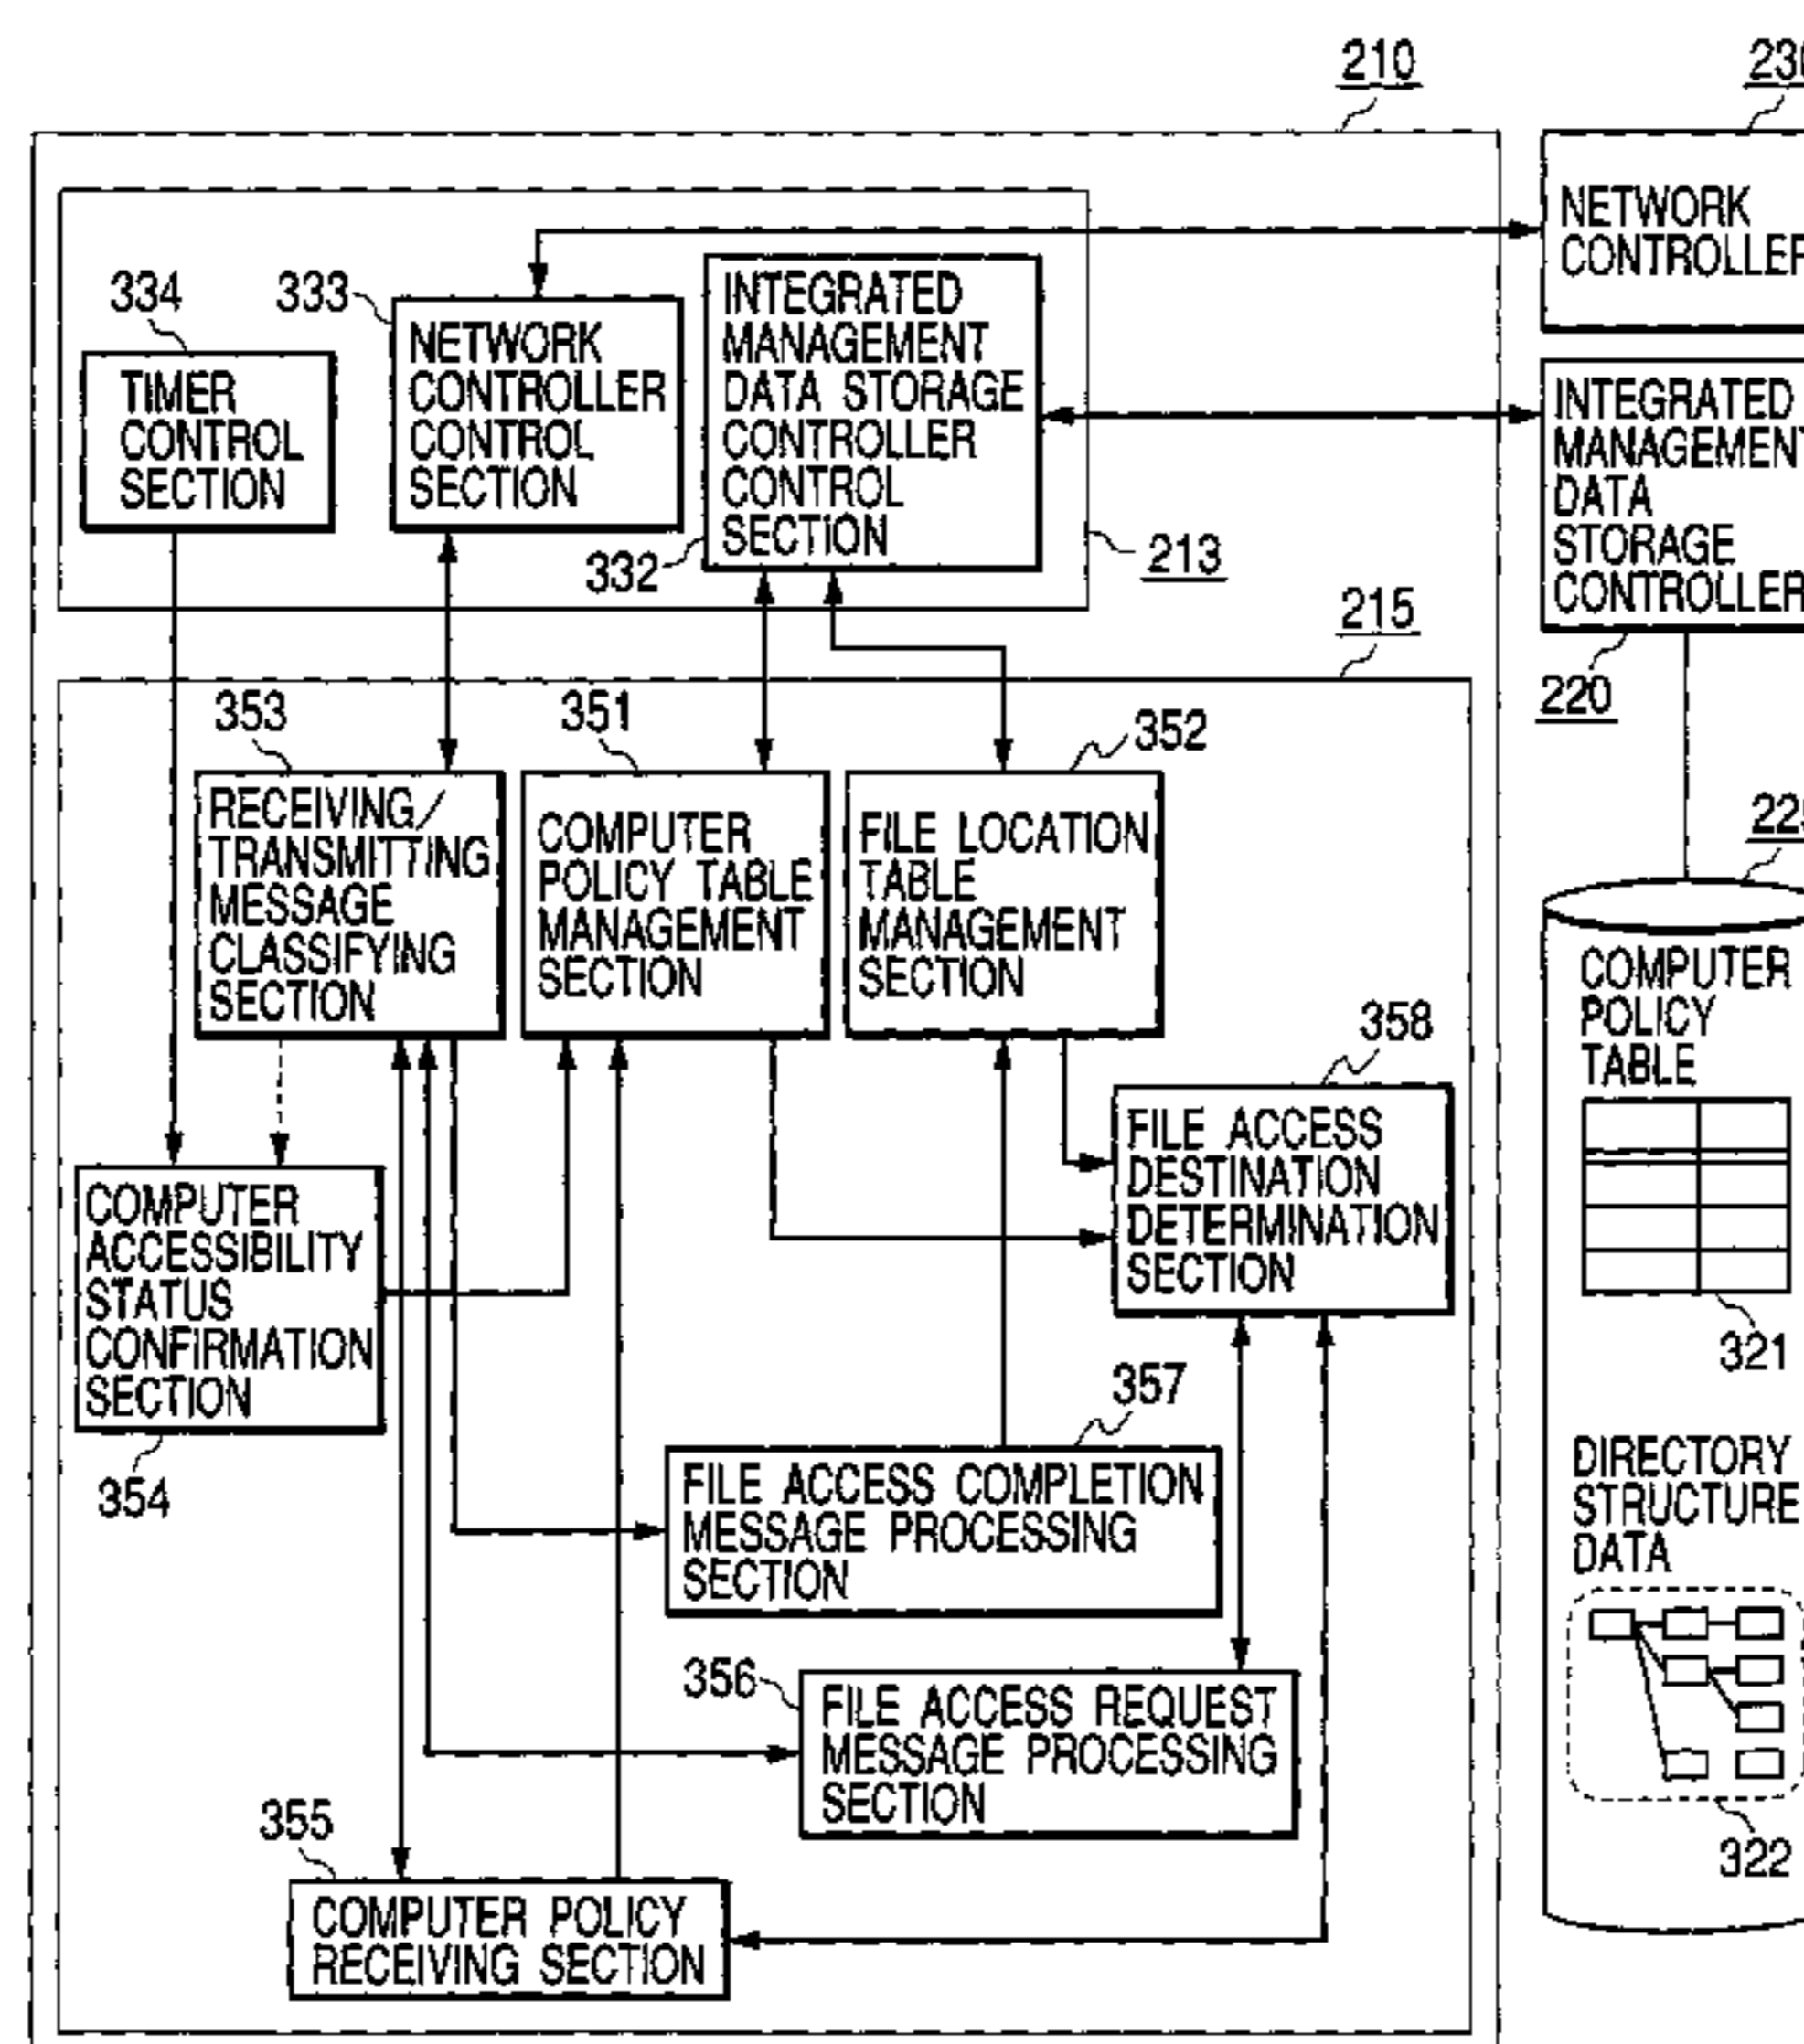 210
230
NETWORK
CONTROLLER
334
333
TIMER
CONTROL
SECTION
NETWORK
CONTROLLER
CONTROL
SECTION
INTEGRATED
MANAGEMENT
DATA STORAGE
CONTROLLER
CONTROL
SECTION
332
213
INTEGRATED
MANAGEMENT
DATA
STORAGE
CONTROLLER
220
215
353
351
352
RECEIVING/
TRANSMITTING
MESSAGE
CLASSIFYING
SECTION
COMPUTER
POLICY TABLE
MANAGEMENT
SECTION
FILE LOCATION
TABLE
MANAGEMENT
SECTION
COMPUTER
POLICY
TABLE
321
358
FILE ACCESS
DESTINATION
DETERMINATION
SECTION
COMPUTER
ACCESSIBILITY
STATUS
CONFIRMATION
SECTION
354
357
FILE ACCESS COMPLETION
MESSAGE PROCESSING
SECTION
DIRECTORY
STRUCTURE
DATA
322
356
FILE ACCESS REQUEST
MESSAGE PROCESSING
SECTION
355
COMPUTER POLICY
RECEIVING SECTION